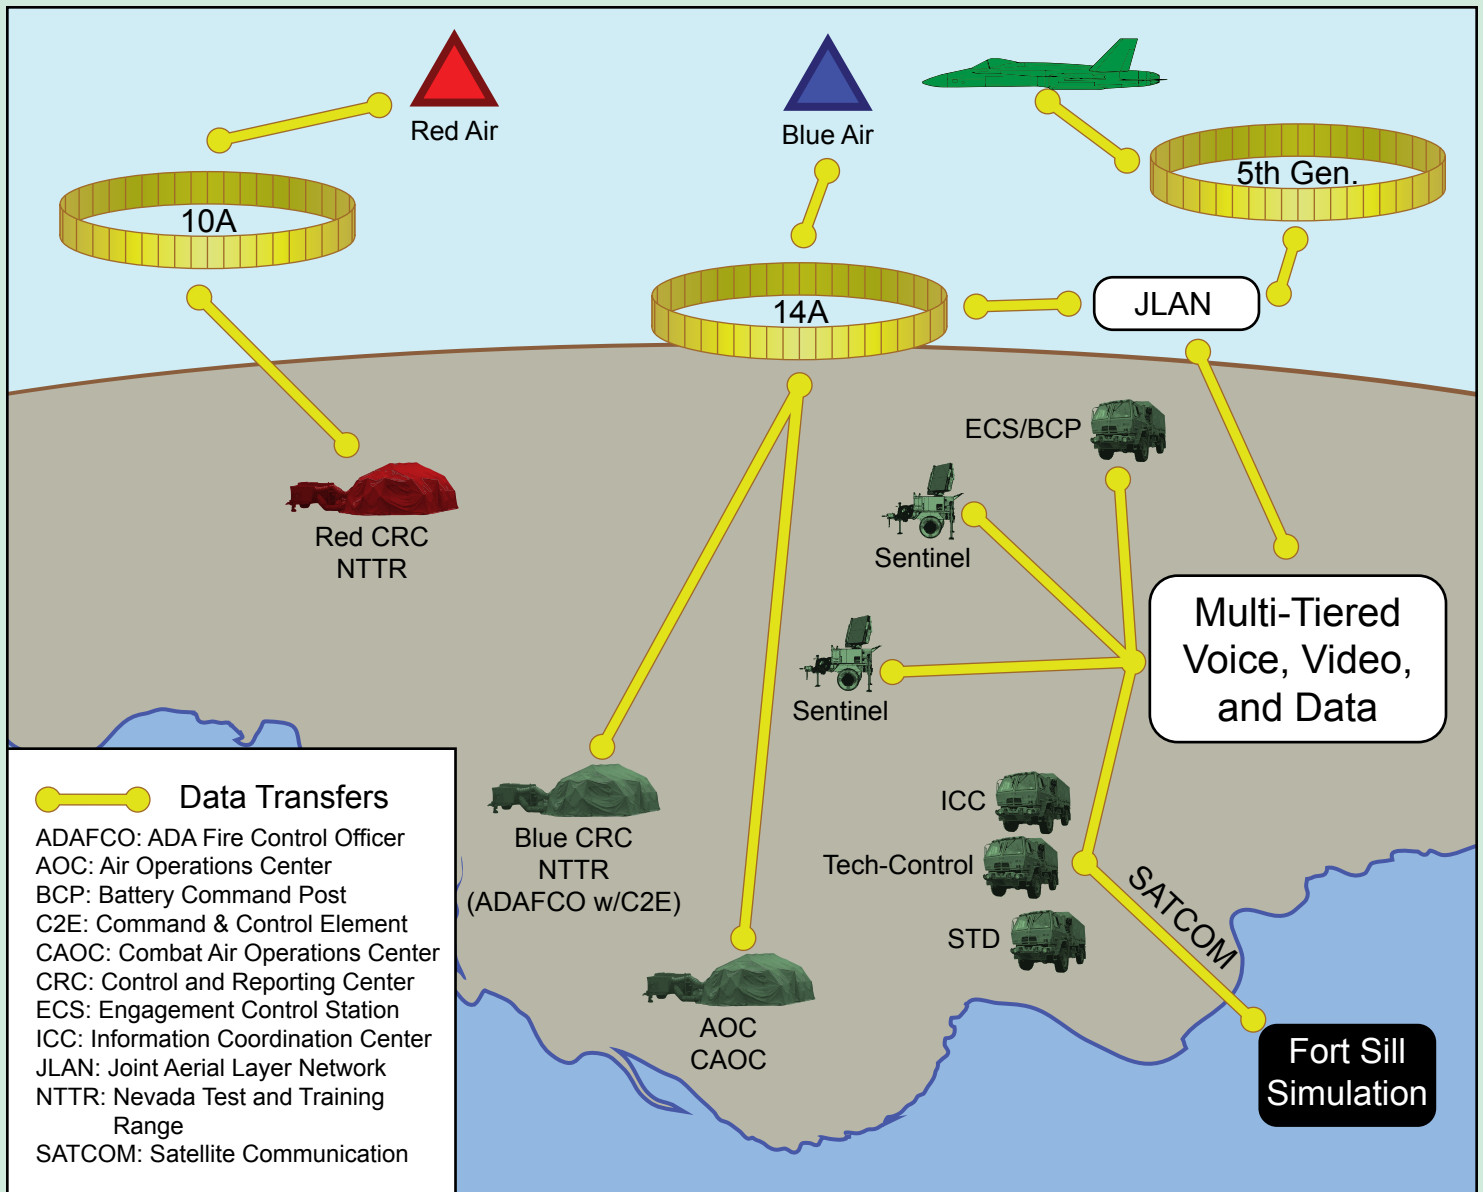 Red Air
Blue Air
5th Gen.
10A
14A
JLAN
ECS/BCP
Sentinel
Red CRC
NTTR
Multi-Tiered
Voice, Video,
and Data
Sentinel
ICC
Blue CRC
NTTR
(ADAFCO w/C2E)
Tech-Control
SATCOM
STD
AOC
CAOC
Fort Sill
Simulation
Data Transfers
ADAFCO: ADA Fire Control Officer
AOC: Air Operations Center
BCP: Battery Command Post
C2E: Command & Control Element
CAOC: Combat Air Operations Center
CRC: Control and Reporting Center
ECS: Engagement Control Station
ICC: Information Coordination Center
JLAN: Joint Aerial Layer Network
NTTR: Nevada Test and Training
Range
SATCOM: Satellite Communication